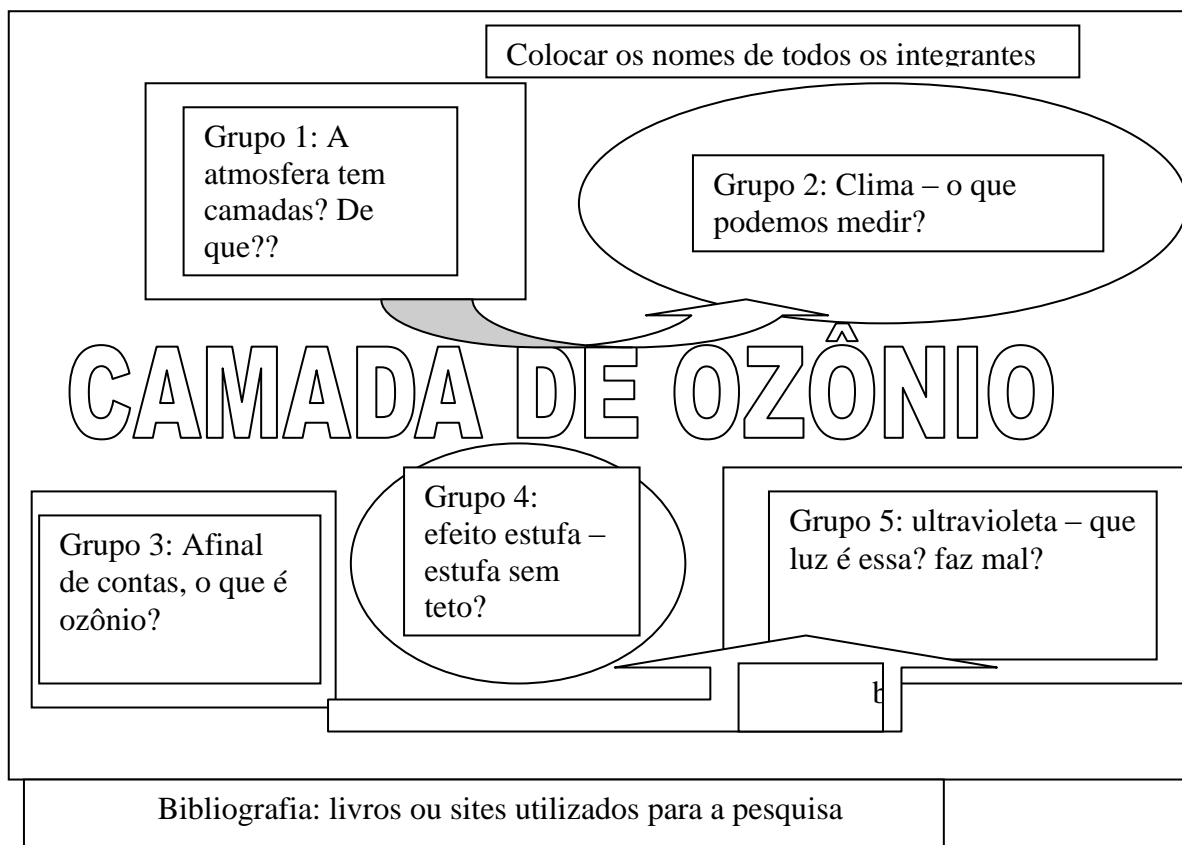 Colocar os nomes de todos os integrantes
Grupo 1: A
atmosfera tem
camadas? De
que??
Grupo 2: Clima – o que
podemos medir?
CAMADA DE OZÔNIO
Grupo 3: Afinal
de contas, o que é
ozônio?
Grupo 4:
efeito estufa –
estufa sem
teto?
Grupo 5: ultravioleta – que
luz é essa? faz mal?
Bibliografia: livros ou sites utilizados para a pesquisa